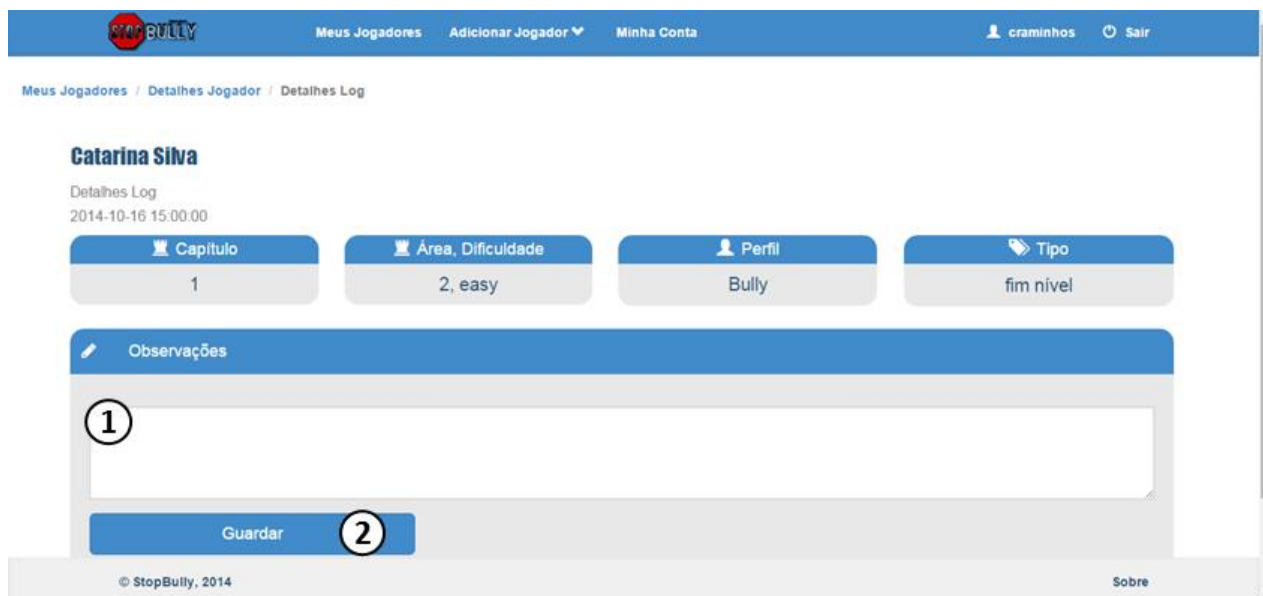 STOP BULLY Meus Jogadores Adicionar Jogador Minha Conta craminhos Sair
Meus Jogadores / Detalhes Jogador / Detalhes Log
Catarina Silva
Detalhes Log
2014-10-16 15:00:00
Capítulo Área, Dificuldade Perfil Tipo
1 2, easy Bully fim nível
Observações
1
Guardar 2
© StopBully, 2014 Sobre